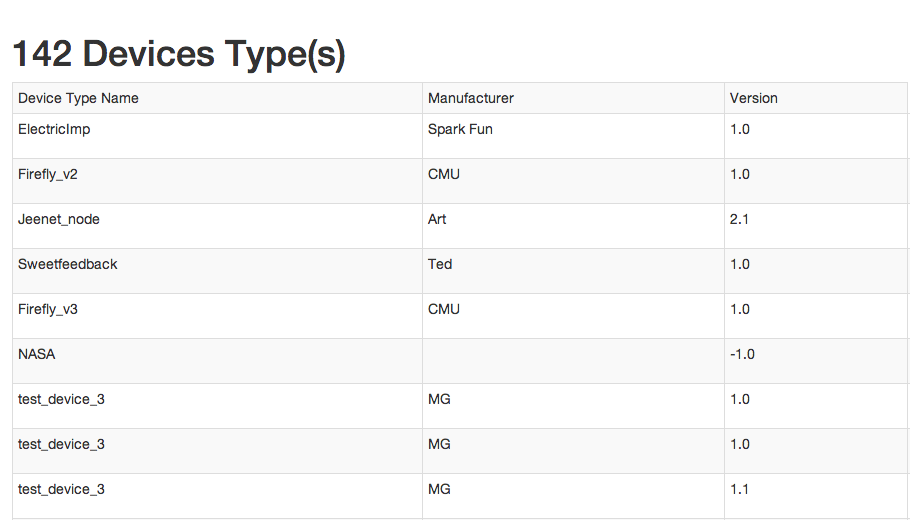 142 Devices Type(s)
Device Type Name Manufacturer Version
ElectricImp Spark Fun 1.0
Firefly_v2 CMU 1.0
Jeenet_node Art 2.1
Sweetfeedback Ted 1.0
Firefly_v3 CMU 1.0
NASA -1.0
test_device_3 MG 1.0
test_device_3 MG 1.0
test_device_3 MG 1.1